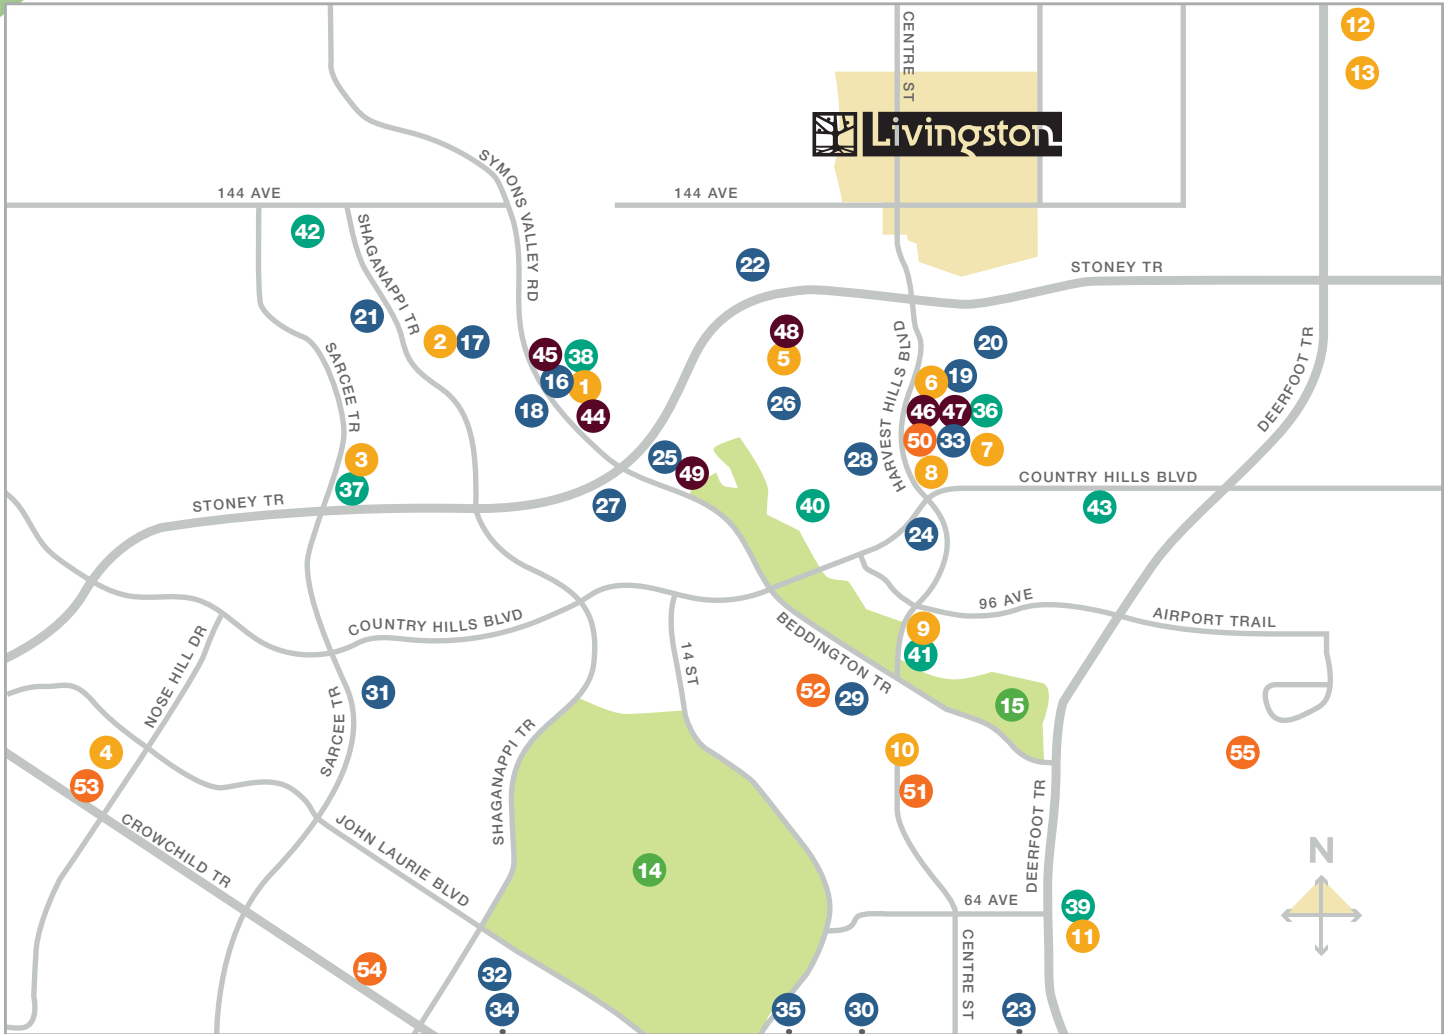 CENTRE ST
12
13
Livingston
SYMONS VALLEY RD
144 AVE
144 AVE
42
SHAGANAPPI TR
22
STONEY TR
21
2
17
45
38
48
5
20
HARVEST HILLS BLVD
DEERFOOT TR
SARCEE TR
16
1
6
19
18
44
26
46
47
36
50
33
3
25
28
7
49
8
37
COUNTRY HILLS BLVD
STONEY TR
27
40
43
24
96 AVE
AIRPORT TRAIL
COUNTRY HILLS BLVD
9
BEDDINGTON TR
41
NOSE HILL DR
14 ST
31
52
29
15
SARCEE TR
SHAGANAPPI TR
4
10
55
53
51
DEERFOOT TR
CROWCHILD TR
JOHN LAURIE BLVD
14
N
64 AVE
39
11
CENTRE ST
54
32
34
35
30
23